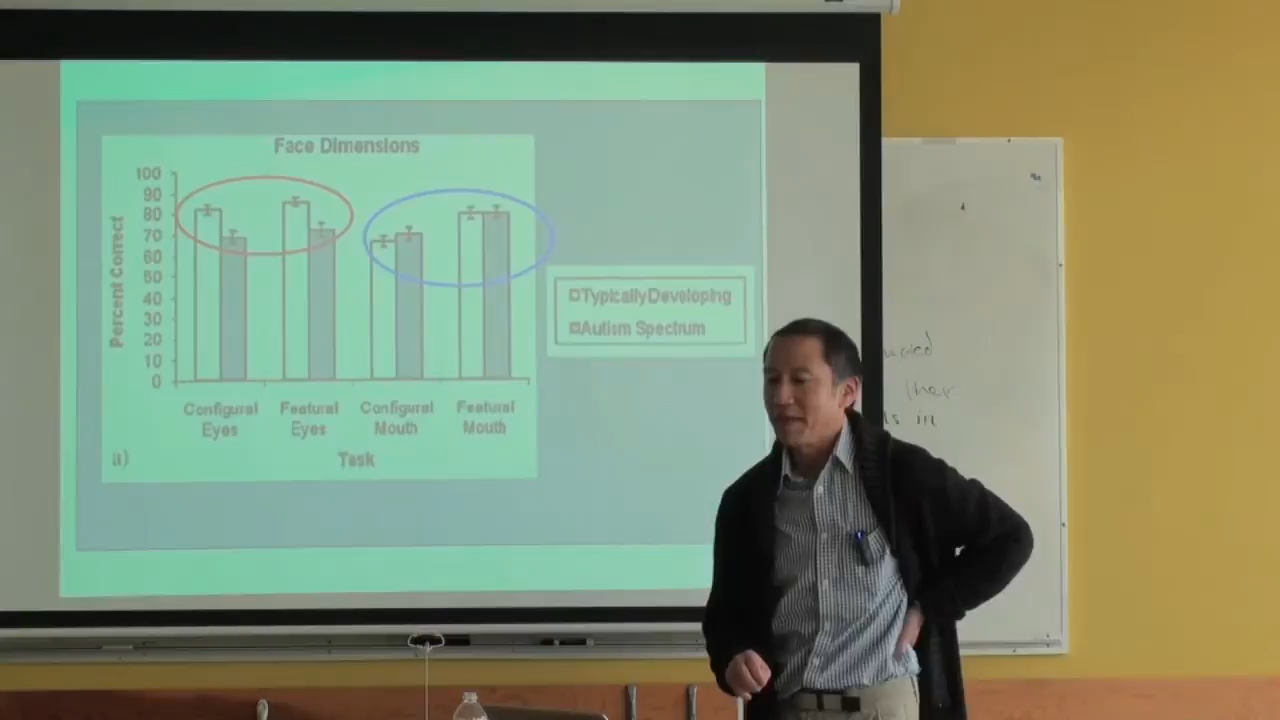 Face Dimensions
100
90
80
70
60
50
40
30
20
10
0
Percent Correct
Configural Eyes
Featural Eyes
Configural Mouth
Featural Mouth
a)
Task
Typically Developing
Autism Spectrum
in